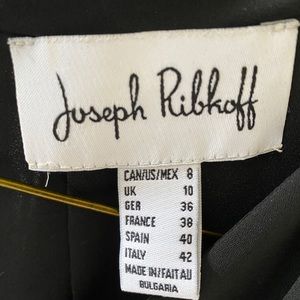 Joseph Ribkoff
CAN/US/MEX 8
UK 10
GER 36
FRANCE 38
SPAIN 40
ITALY 42
MADE IN/FAIT AU
BULGARIA